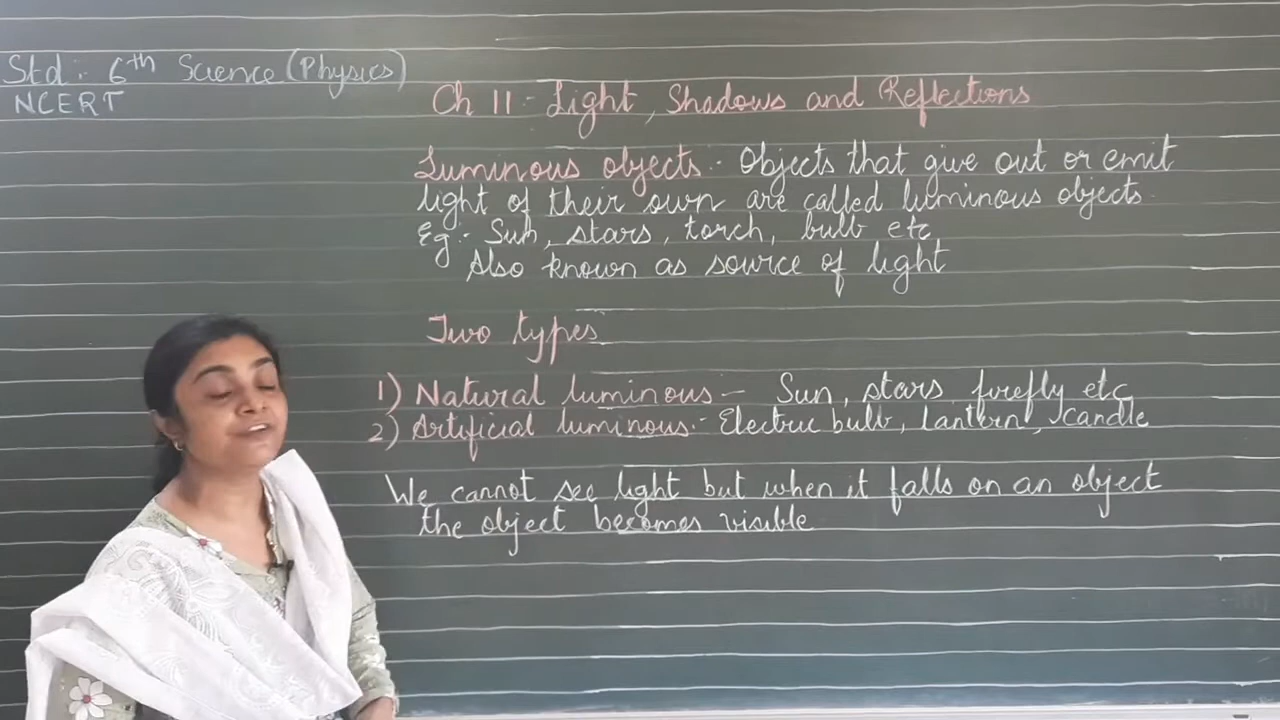 Std :- 6th Science (Physics)
NCERT
Ch 11 - Light, Shadows and Reflections
Luminous objects :- Objects that give out or emit
light of their own are called luminous objects.
Eg :- Sun, stars, torch, bulb etc
Also known as source of light
Two types
1) Natural luminous - Sun, stars, firefly etc
2) Artificial luminous :- Electric bulb, lantern, candle
We cannot see light but when it falls on an object
the object becomes visible